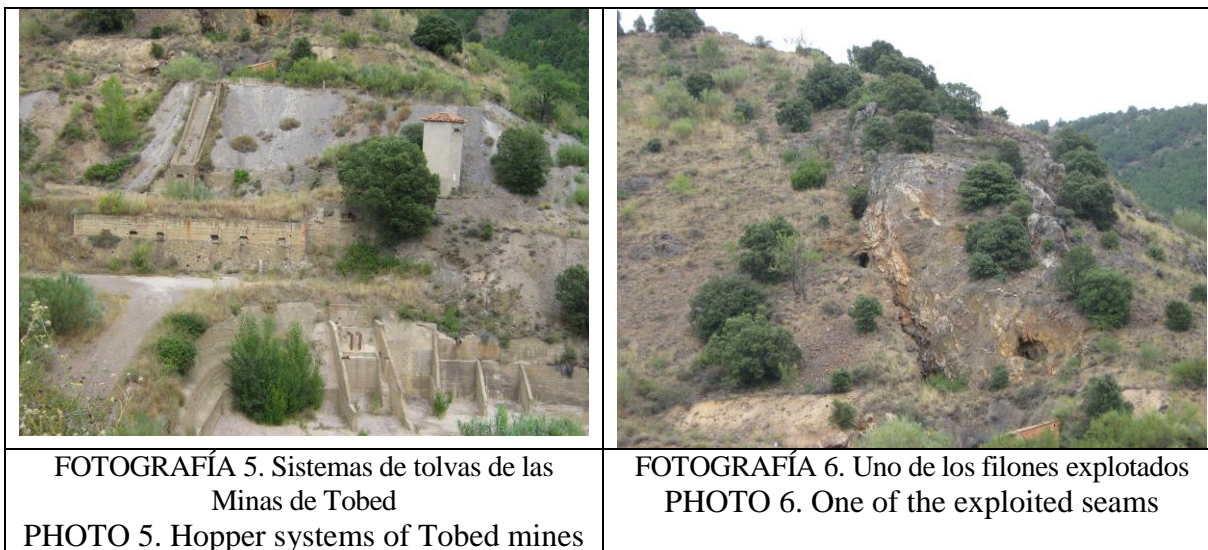 FOTOGRAFÍA 5. Sistemas de tolvas de las
Minas de Tobed
PHOTO 5. Hopper systems of Tobed mines
FOTOGRAFÍA 6. Uno de los filones explotados
PHOTO 6. One of the exploited seams